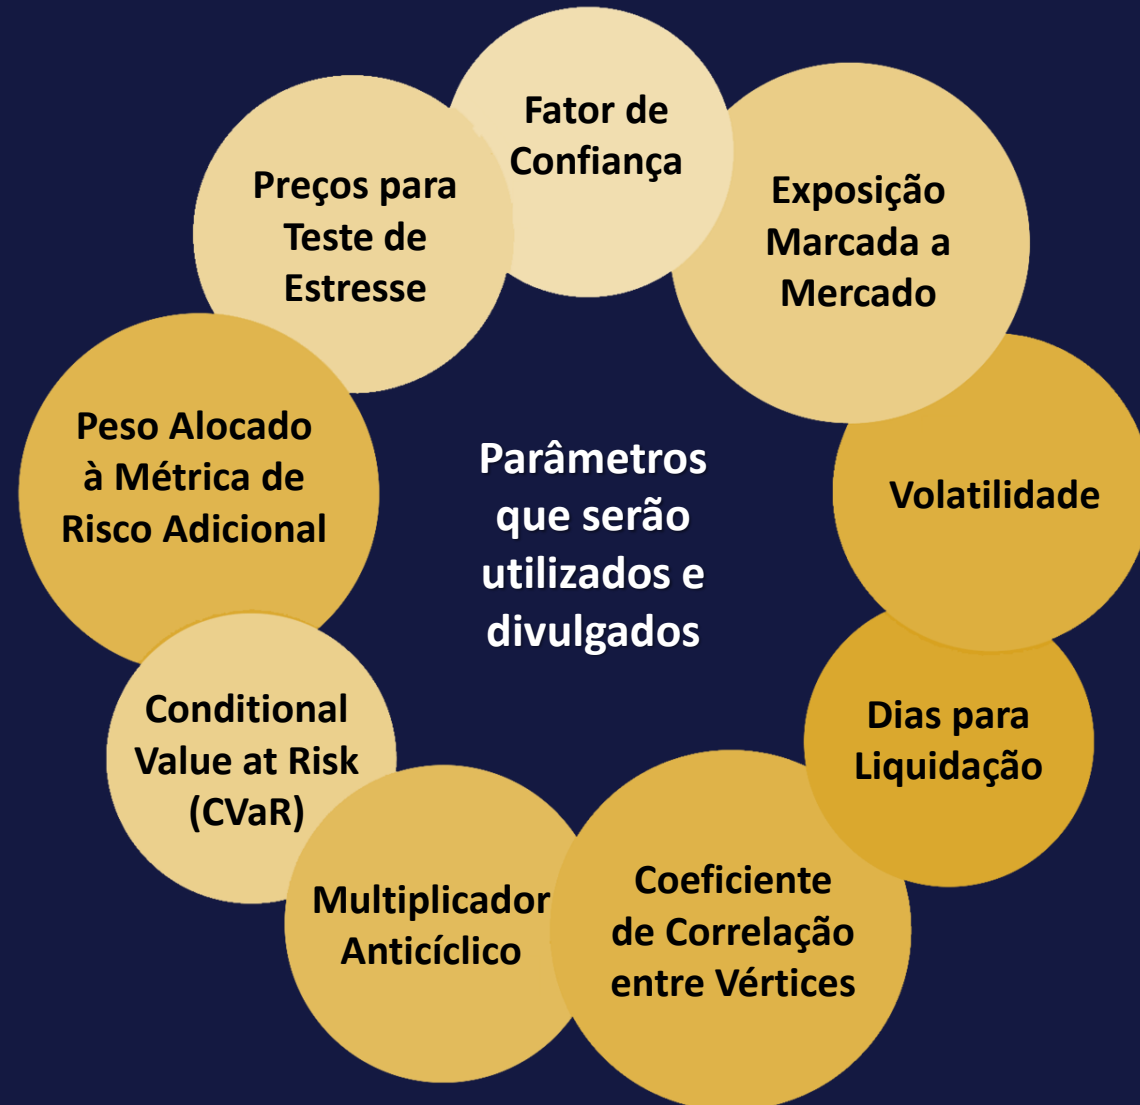 Fator de
Confiança
Exposição
Marcada a
Mercado
Volatilidade
Dias para
Liquidação
Coeficiente
de Correlação
entre Vértices
Multiplicador
Anticíclico
Conditional
Value at Risk
(CVaR)
Peso Alocado
à Métrica de
Risco Adicional
Preços para
Teste de
Estresse
Parâmetros
que serão
utilizados e
divulgados